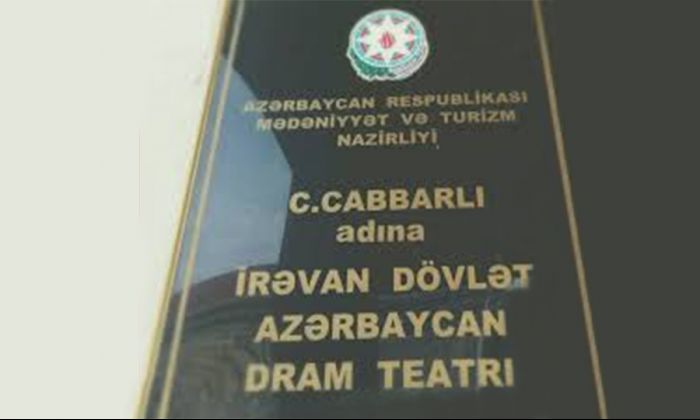 AZƏRBAYCAN RESPUBLİKASI
MƏDƏNİYYƏT VƏ TURİZM
NAZİRLİYİ
C.CABBARLI
adına
İRƏVAN DÖVLƏT
AZƏRBAYCAN
DRAM TEATRI